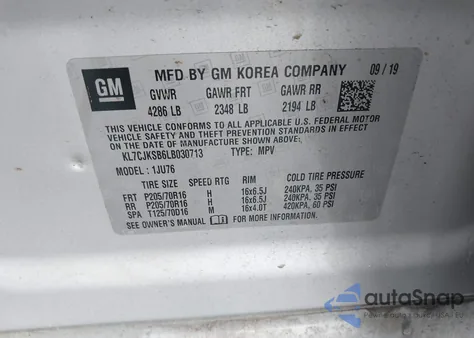 GM
MFD BY GM KOREA COMPANY 09 / 19
GVWR GAWR FRT GAWR RR
4286 LB 2348 LB 2194 LB
THIS VEHICLE CONFORMS TO ALL APPLICABLE U.S. FEDERAL MOTOR
VEHICLE SAFETY AND THEFT PREVENTION STANDARDS IN EFFECT
ON THE DATE OF MANUFACTURE SHOWN ABOVE.
KL7CJKSB6LB030713 TYPE: MPV
MODEL : 1JU76
TIRE SIZE SPEED RTG RIM COLD TIRE PRESSURE
FRT P205/70R16 H 16x6.5J 240KPA, 35 PSI
RR P205/70R16 H 16x6.5J 240KPA, 35 PSI
SPA T125/70D16 M 16x4.0T 420KPA, 60 PSI
SEE OWNER'S MANUAL FOR MORE INFORMATION.
autoSnap